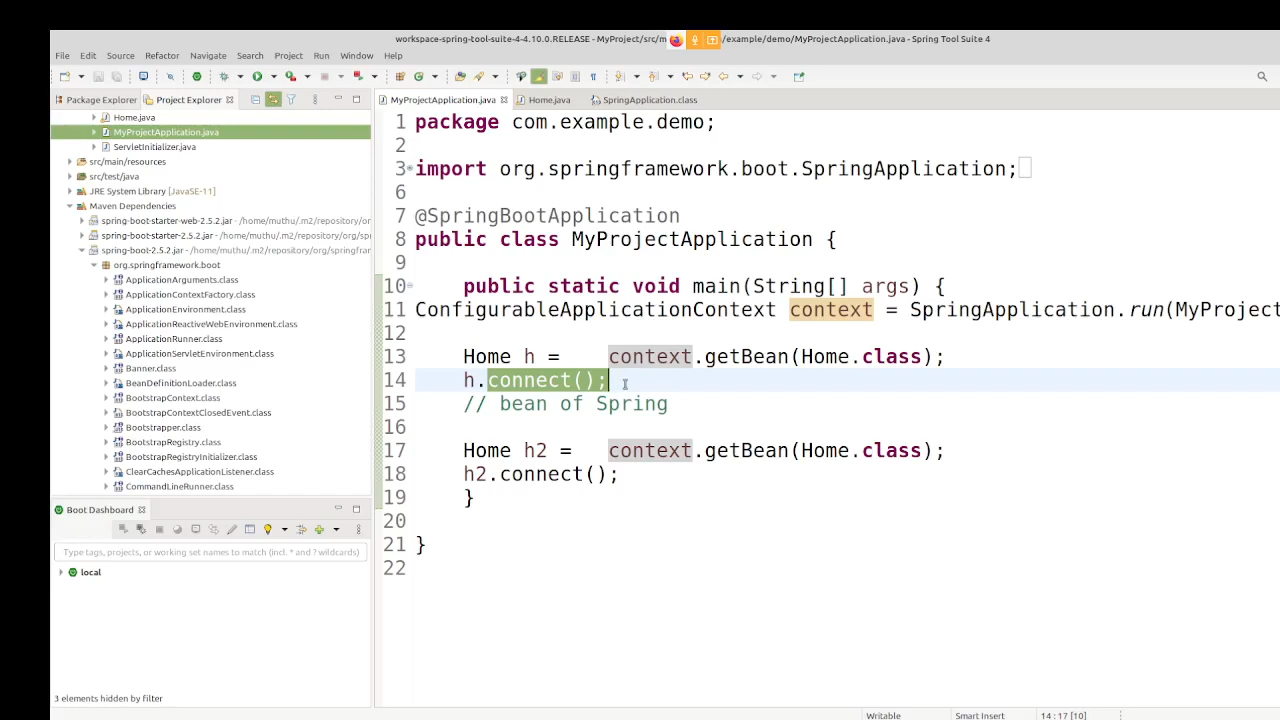 workspace-spring-tool-suite-4-4.10.0.RELEASE - MyProject/src/m /example/demo/MyProjectApplication.java - Spring Tool Suite 4
File Edit Source Refactor Navigate Search Project Run Window Help
Package Explorer Project Explorer
MyProjectApplication.java Home.java SpringApplication.class
Home.java
MyProjectApplication.java
ServletInitializer.java
src/main/resources
src/test/java
JRE System Library [JavaSE-11]
Maven Dependencies
spring-boot-starter-web-2.5.2.jar - /home/muthu/.m2/repository/or
spring-boot-starter-2.5.2.jar - /home/muthu/.m2/repository/org/sp
spring-boot-2.5.2.jar - /home/muthu/.m2/repository/org/springfran
org.springframework.boot
ApplicationArguments.class
ApplicationContextFactory.class
ApplicationEnvironment.class
ApplicationReactiveWebEnvironment.class
ApplicationRunner.class
ApplicationServletEnvironment.class
Banner.class
BeanDefinitionLoader.class
BootstrapContext.class
BootstrapContextClosedEvent.class
Bootstrapper.class
BootstrapRegistry.class
BootstrapRegistryInitializer.class
ClearCachesApplicationListener.class
CommandLineRunner.class
Boot Dashboard
Type tags, projects, or working set names to match (incl. * and ? wildcards)
local
3 elements hidden by filter
1 package com.example.demo;
2
3 import org.springframework.boot.SpringApplication;
6
7 @SpringBootApplication
8 public class MyProjectApplication {
9
10 public static void main(String[] args) {
11 ConfigurableApplicationContext context = SpringApplication.run(MyProject
12
13 Home h = context.getBean(Home.class);
14 h.connect();
15 // bean of Spring
16
17 Home h2 = context.getBean(Home.class);
18 h2.connect();
19 }
20
21 }
22
Writable Smart Insert 14 : 17 [10]